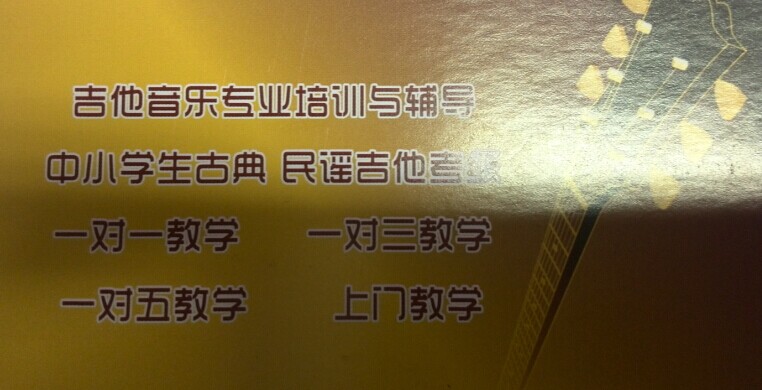 吉他音乐专业培训与辅导
中小学生古典 民谣吉他考级
一对一教学 一对三教学
一对五教学 上门教学